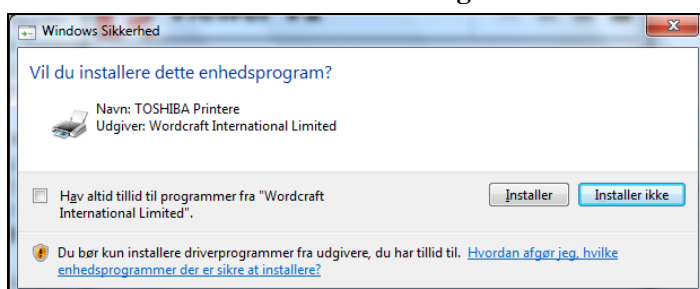 Windows Sikkerhed
Vil du installere dette enhedsprogram?
Navn: TOSHIBA Printere
Udgiver: Wordcraft International Limited
Hav altid tillid til programmer fra "Wordcraft
International Limited".
Installer
Installer ikke
Du bør kun installere driverprogrammer fra udgivere, du har tillid til. Hvordan afgør jeg, hvilke
enhedsprogrammer der er sikre at installere?